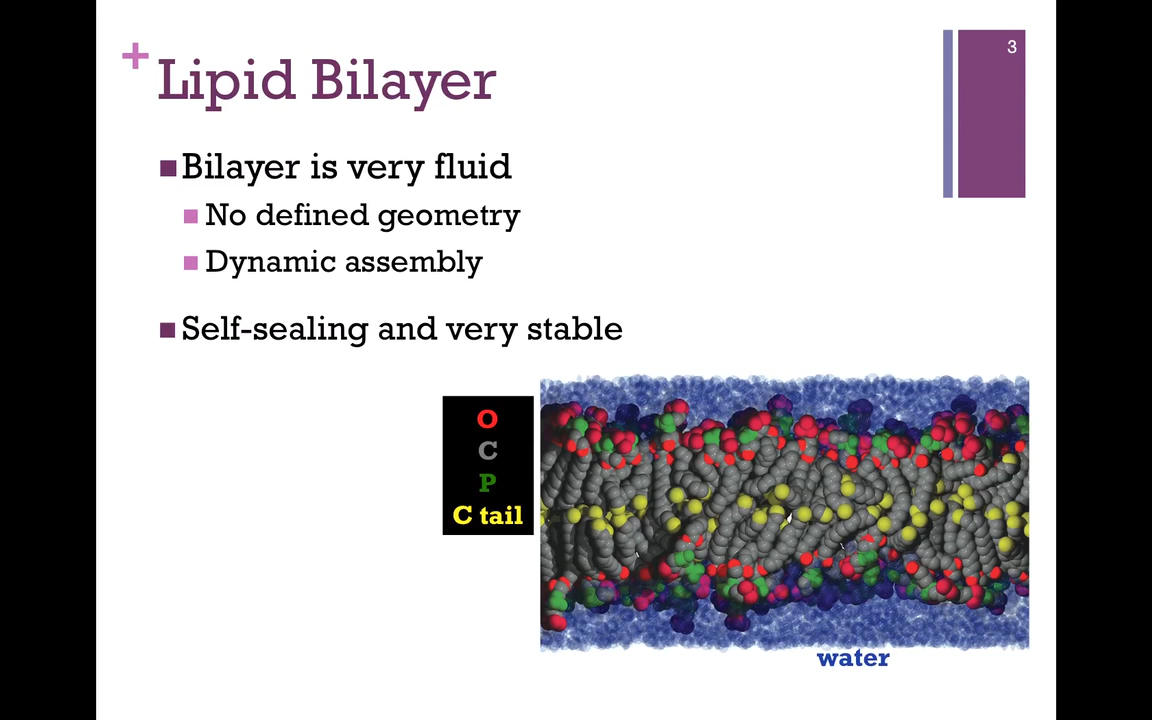 3
+ Lipid Bilayer
Bilayer is very fluid
No defined geometry
Dynamic assembly
Self-sealing and very stable
O
C
P
C tail
water